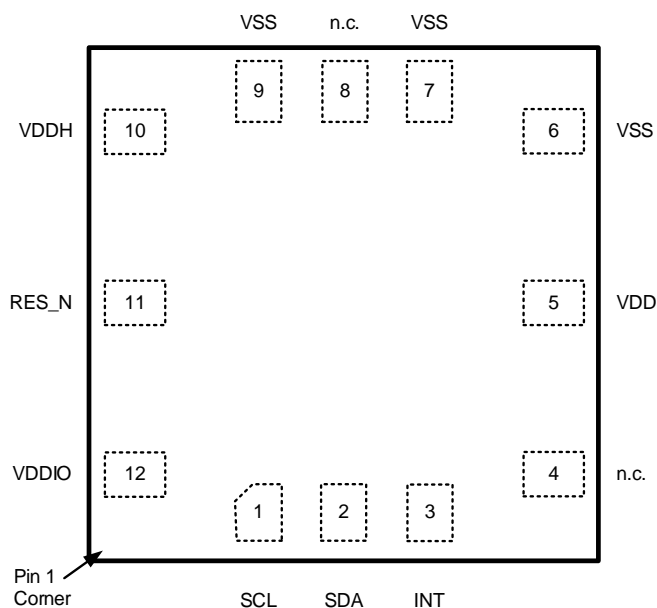 VSS n.c. VSS
9 8 7
VDDH 10 6 VSS
RES_N 11 5 VDD
VDDIO 12 4 n.c.
1 2 3
Pin 1
Corner
SCL SDA INT